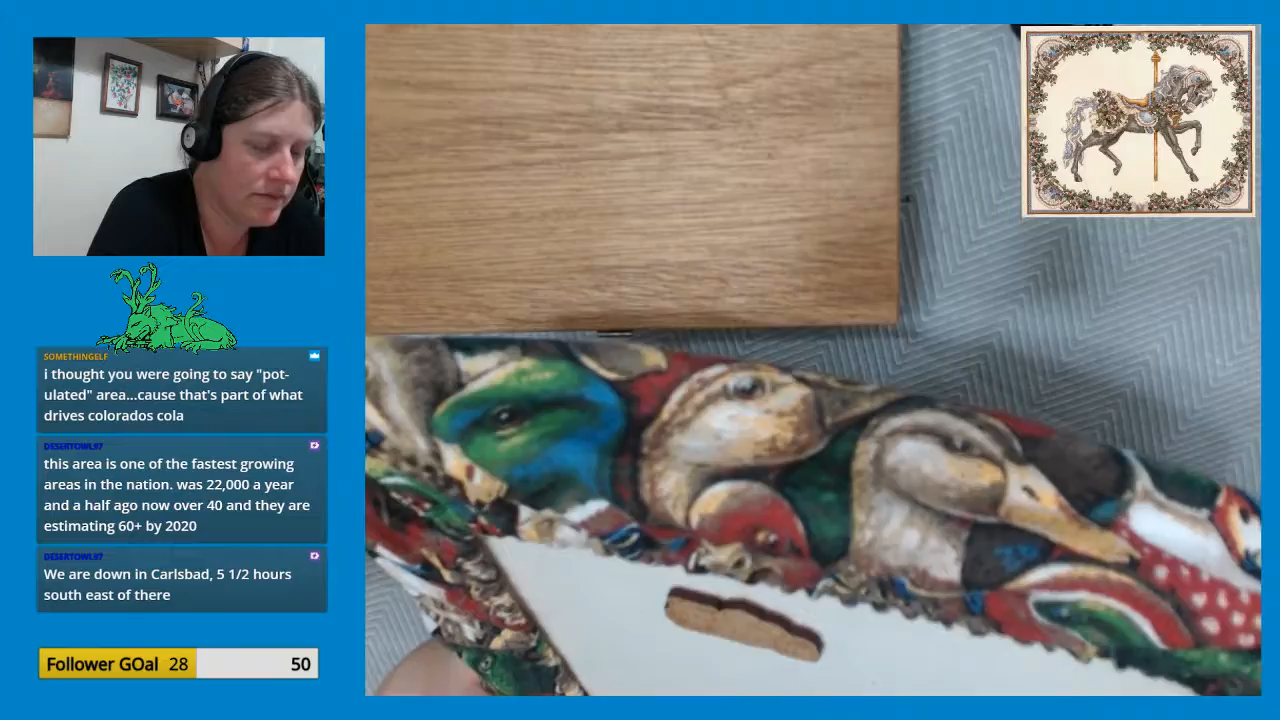 SOMETHINGELF
i thought you were going to say "pot-
ulated" area...cause that's part of what
drives colorados cola
DESERTOWL97
this area is one of the fastest growing
areas in the nation. was 22,000 a year
and a half ago now over 40 and they are
estimating 60+ by 2020
DESERTOWL97
We are down in Carlsbad, 5 1/2 hours
south east of there
Follower GOal 28 50